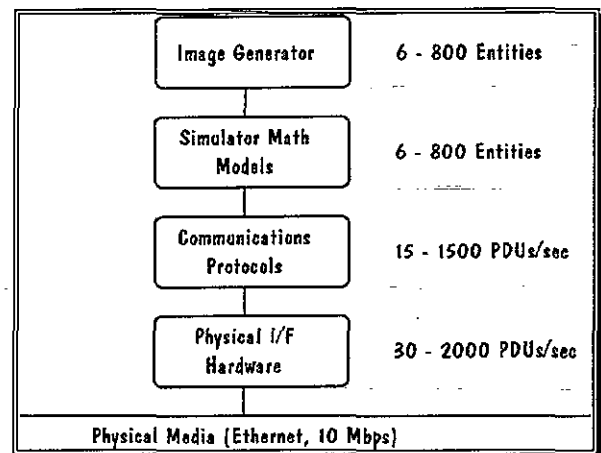 Image Generator
6 - 800 Entities
Simulator Math
Models
6 - 800 Entities
Communications
Protocols
15 - 1500 PDUs/sec
Physical I/F
Hardware
30 - 2000 PDUs/sec
Physical Media (Ethernet, 10 Mbps)